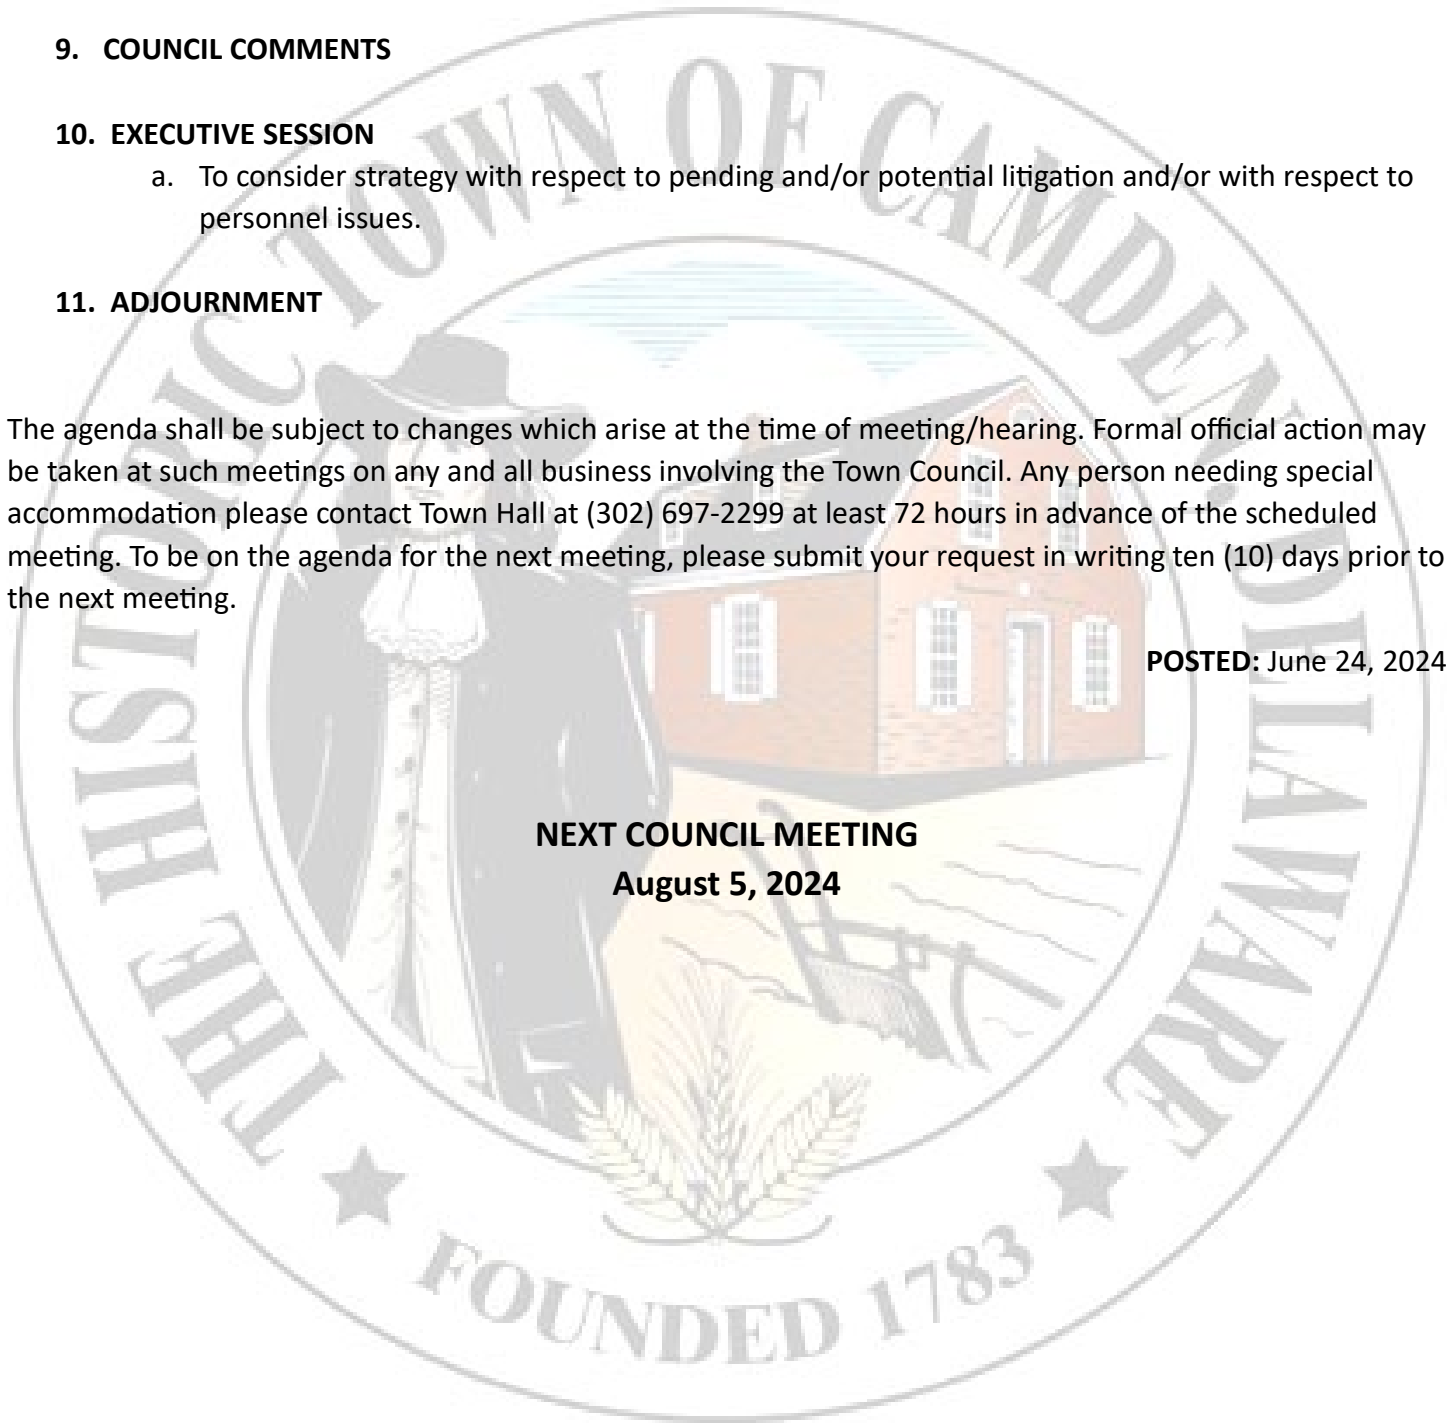 9. COUNCIL COMMENTS
10. EXECUTIVE SESSION
a. To consider strategy with respect to pending and/or potential litigation and/or with respect to
personnel issues.
11. ADJOURNMENT
The agenda shall be subject to changes which arise at the time of meeting/hearing. Formal official action may
be taken at such meetings on any and all business involving the Town Council. Any person needing special
accommodation please contact Town Hall at (302) 697-2299 at least 72 hours in advance of the scheduled
meeting. To be on the agenda for the next meeting, please submit your request in writing ten (10) days prior to
the next meeting.
POSTED: June 24, 2024
NEXT COUNCIL MEETING
August 5, 2024
THE HISTORIC TOWN OF CAMDEN, DELAWARE
FOUNDED 1783